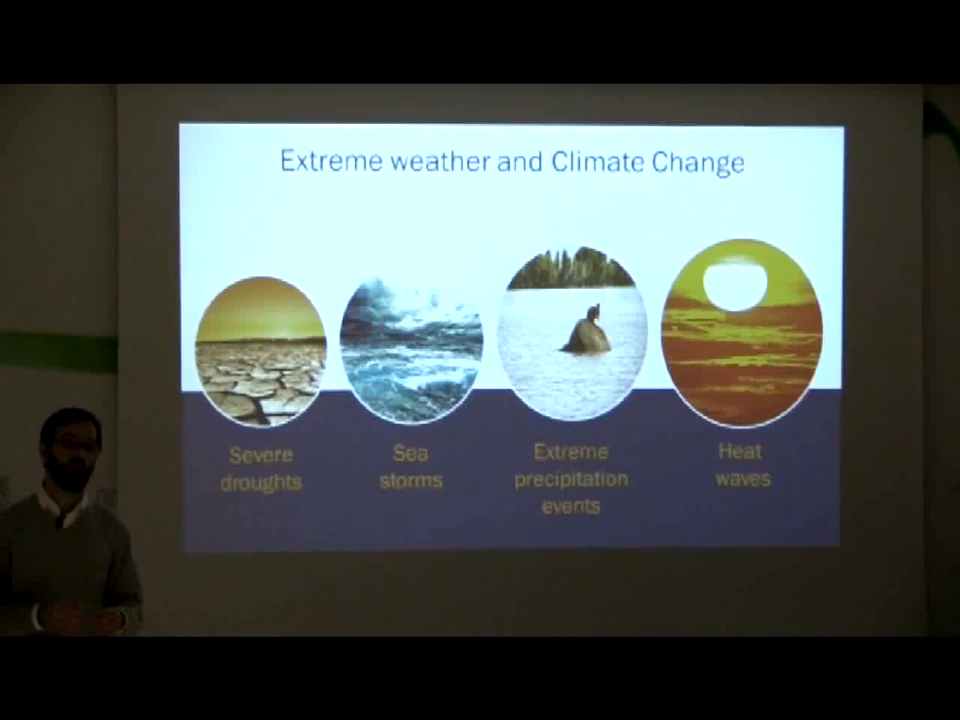 Extreme weather and Climate Change
Severe
droughts
Sea
storms
Extreme
precipitation
events
Heat
waves